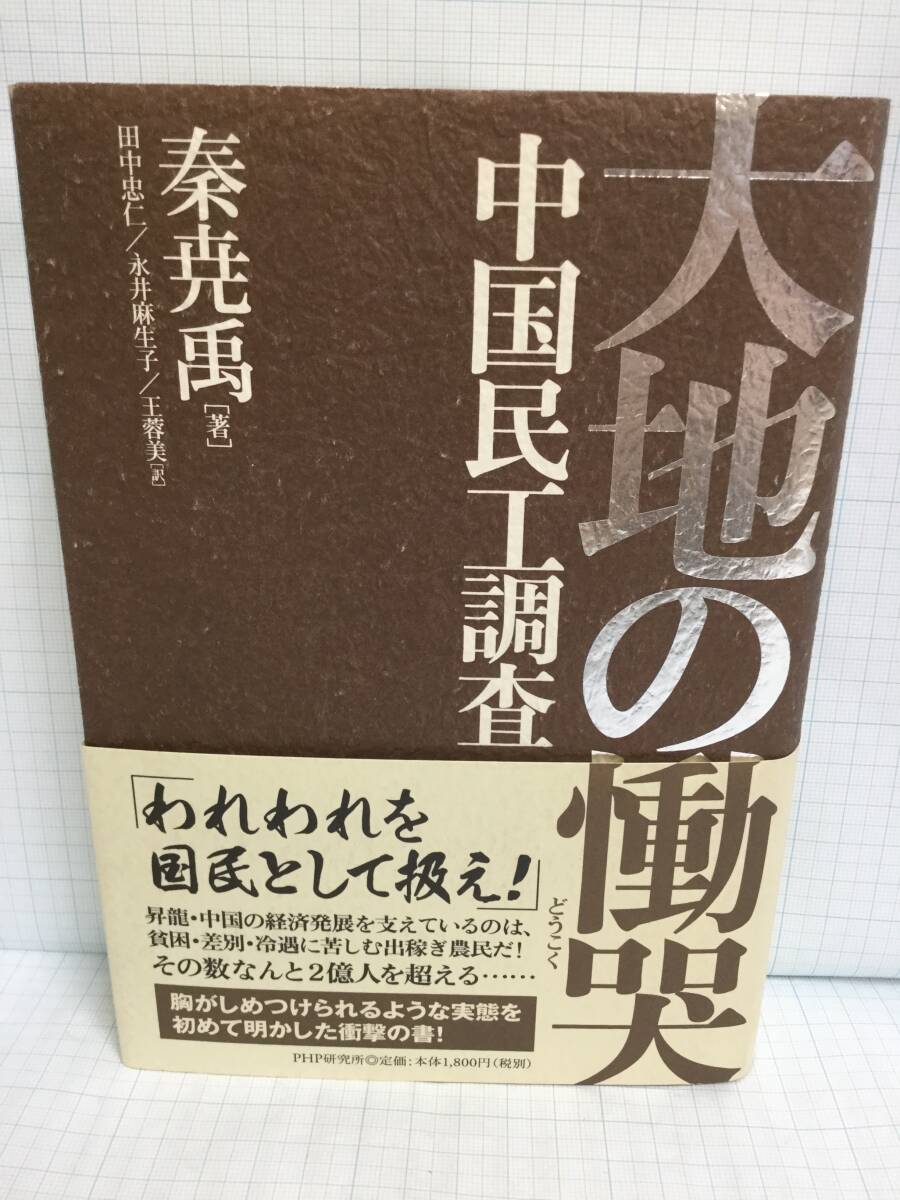 大地の慟哭
どうこく
中国民工調査
秦尭禹[著]
田中忠仁/永井麻生子/王蓉美[訳]
「われわれを
国民として扱え!」
昇龍・中国の経済発展を支えているのは、
貧困・差別・冷遇に苦しむ出稼ぎ農民だ!
その数なんと2億人を超える……
胸がしめつけられるような実態を
初めて明かした衝撃の書!
PHP研究所◎定価:本体1,800円(税別)